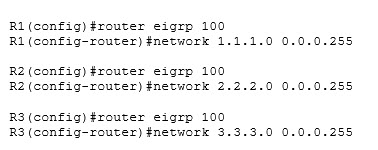 R1(config)#router eigrp 100
R1(config-router)#network 1.1.1.0 0.0.0.255
R2(config)#router eigrp 100
R2(config-router)#network 2.2.2.0 0.0.0.255
R3(config)#router eigrp 100
R3(config-router)#network 3.3.3.0 0.0.0.255